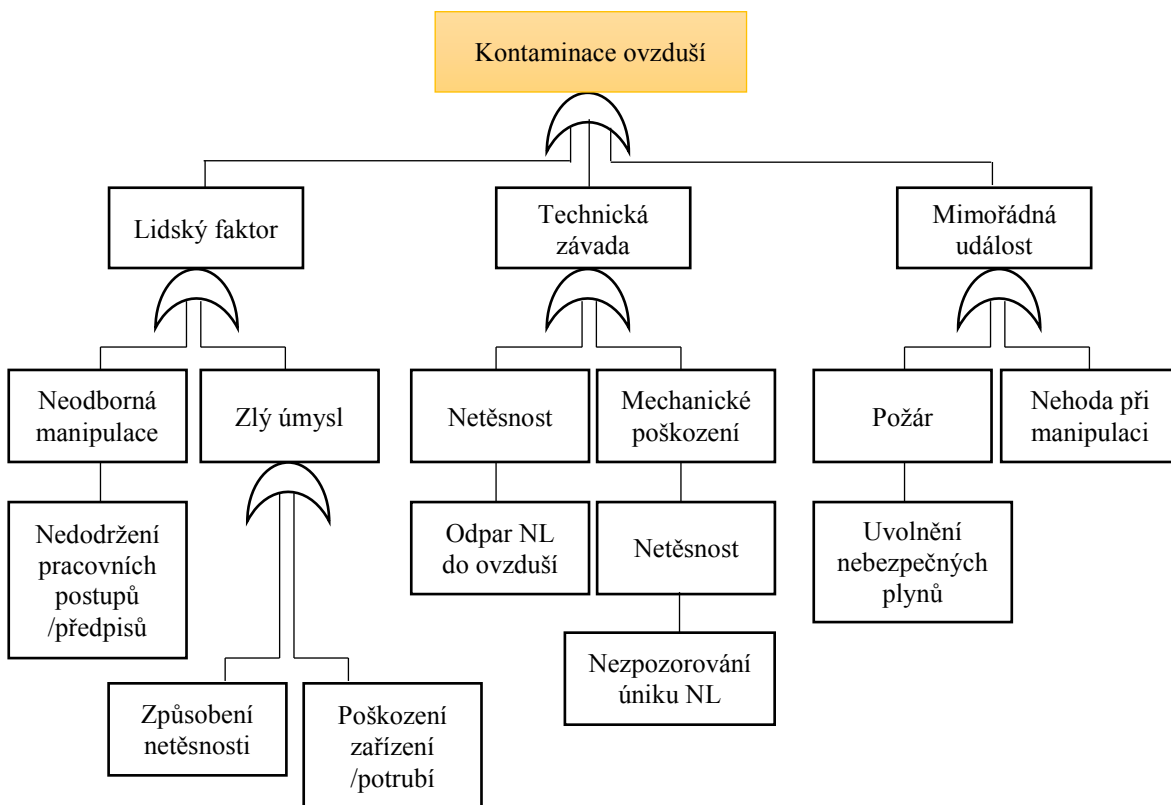 Kontaminace ovzduší
Lidský faktor
Technická
závada
Mimořádná
událost
Neodborná
manipulace
Zlý úmysl
Netěsnost
Mechanické
poškození
Požár
Nehoda při
manipulaci
Nedodržení
pracovních
postupů
/předpisů
Odpar NL
do ovzduší
Netěsnost
Uvolnění
nebezpečných
plynů
Způsobení
netěsnosti
Poškození
zařízení
/potrubí
Nezpozorování
úniku NL